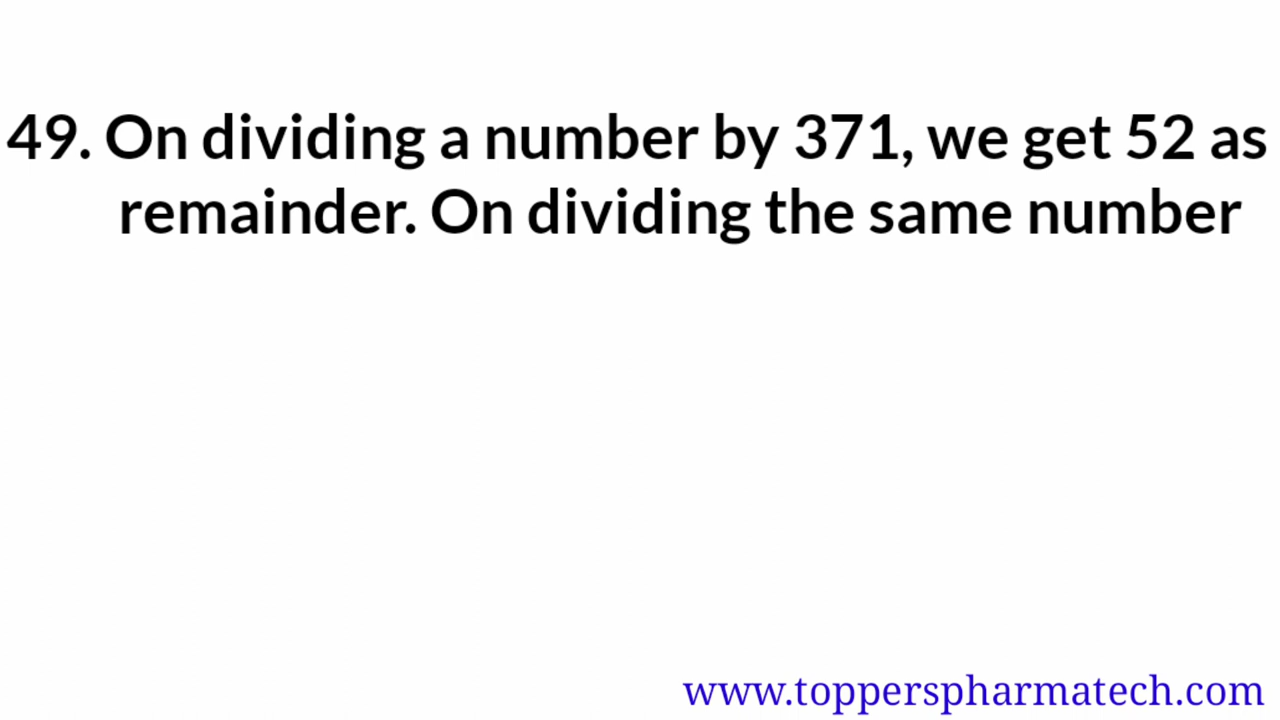 49. On dividing a number by 371, we get 52 as
remainder. On dividing the same number
www.topperspharmatech.com